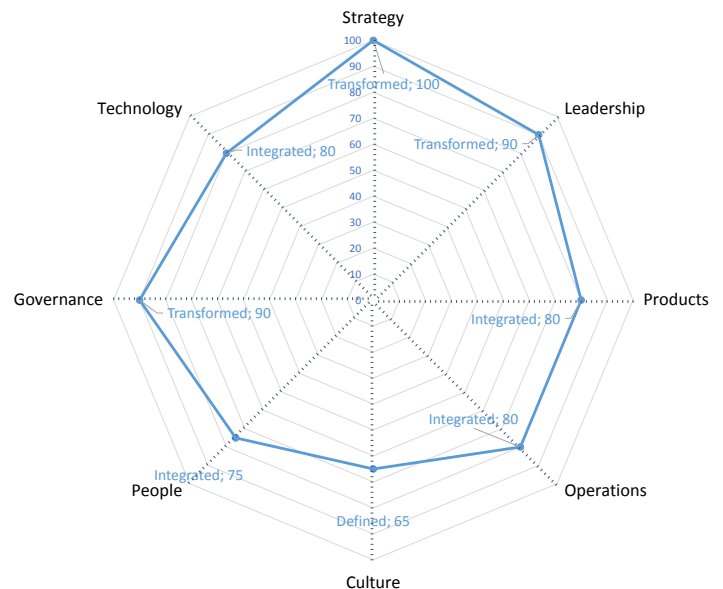 Strategy
100
90
80
70
60
50
40
30
20
10
0
Transformed; 100
Leadership
Transformed; 90
Products
Integrated; 80
Operations
Integrated; 80
Culture
Defined; 65
People
Integrated; 75
Governance
Transformed; 90
Technology
Integrated; 80